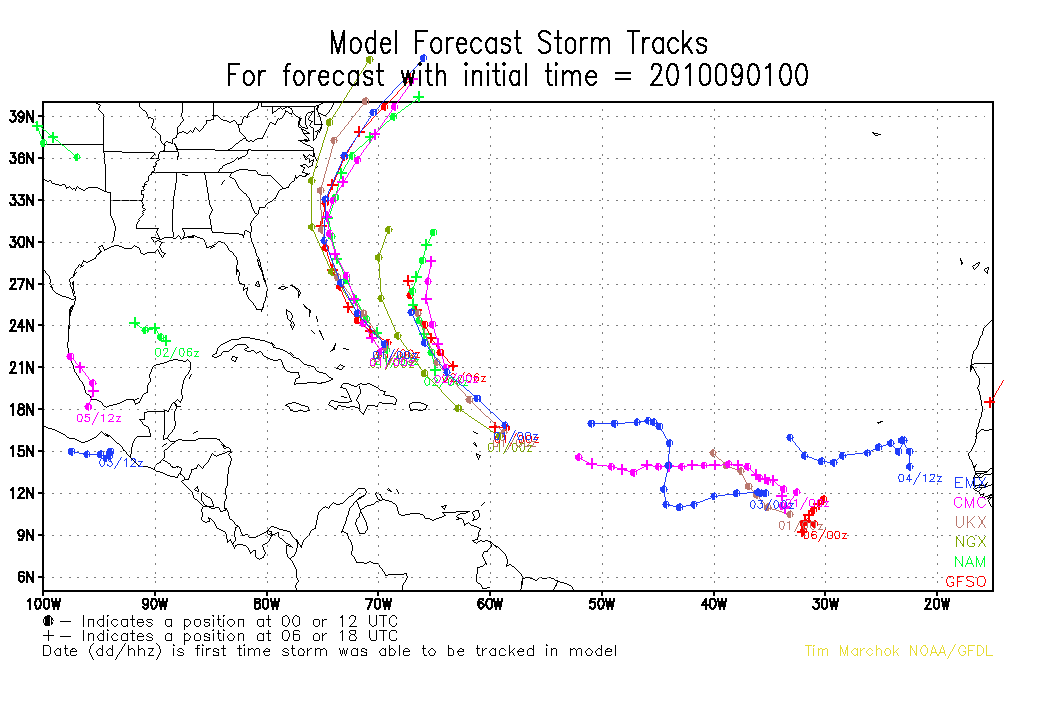 Model Forecast Storm Tracks
For forecast with initial time = 2010090100
39N
36N
33N
30N
27N
24N
02/06z
21N
18N
05/12z
01/00z
15N
03/12z
04/12z
EMX
12N
CMC
UKX
9N
06/00z
NGX
NAM
6N
GFSO
100W 90W 80W 70W 60W 50W 40W 30W 20W
– Indicates a position at 00 or 12 UTC
+ – Indicates a position at 06 or 18 UTC
Date (dd/hhz) is first time storm was able to be tracked in model
Tim Marchok NOAA/GFDL